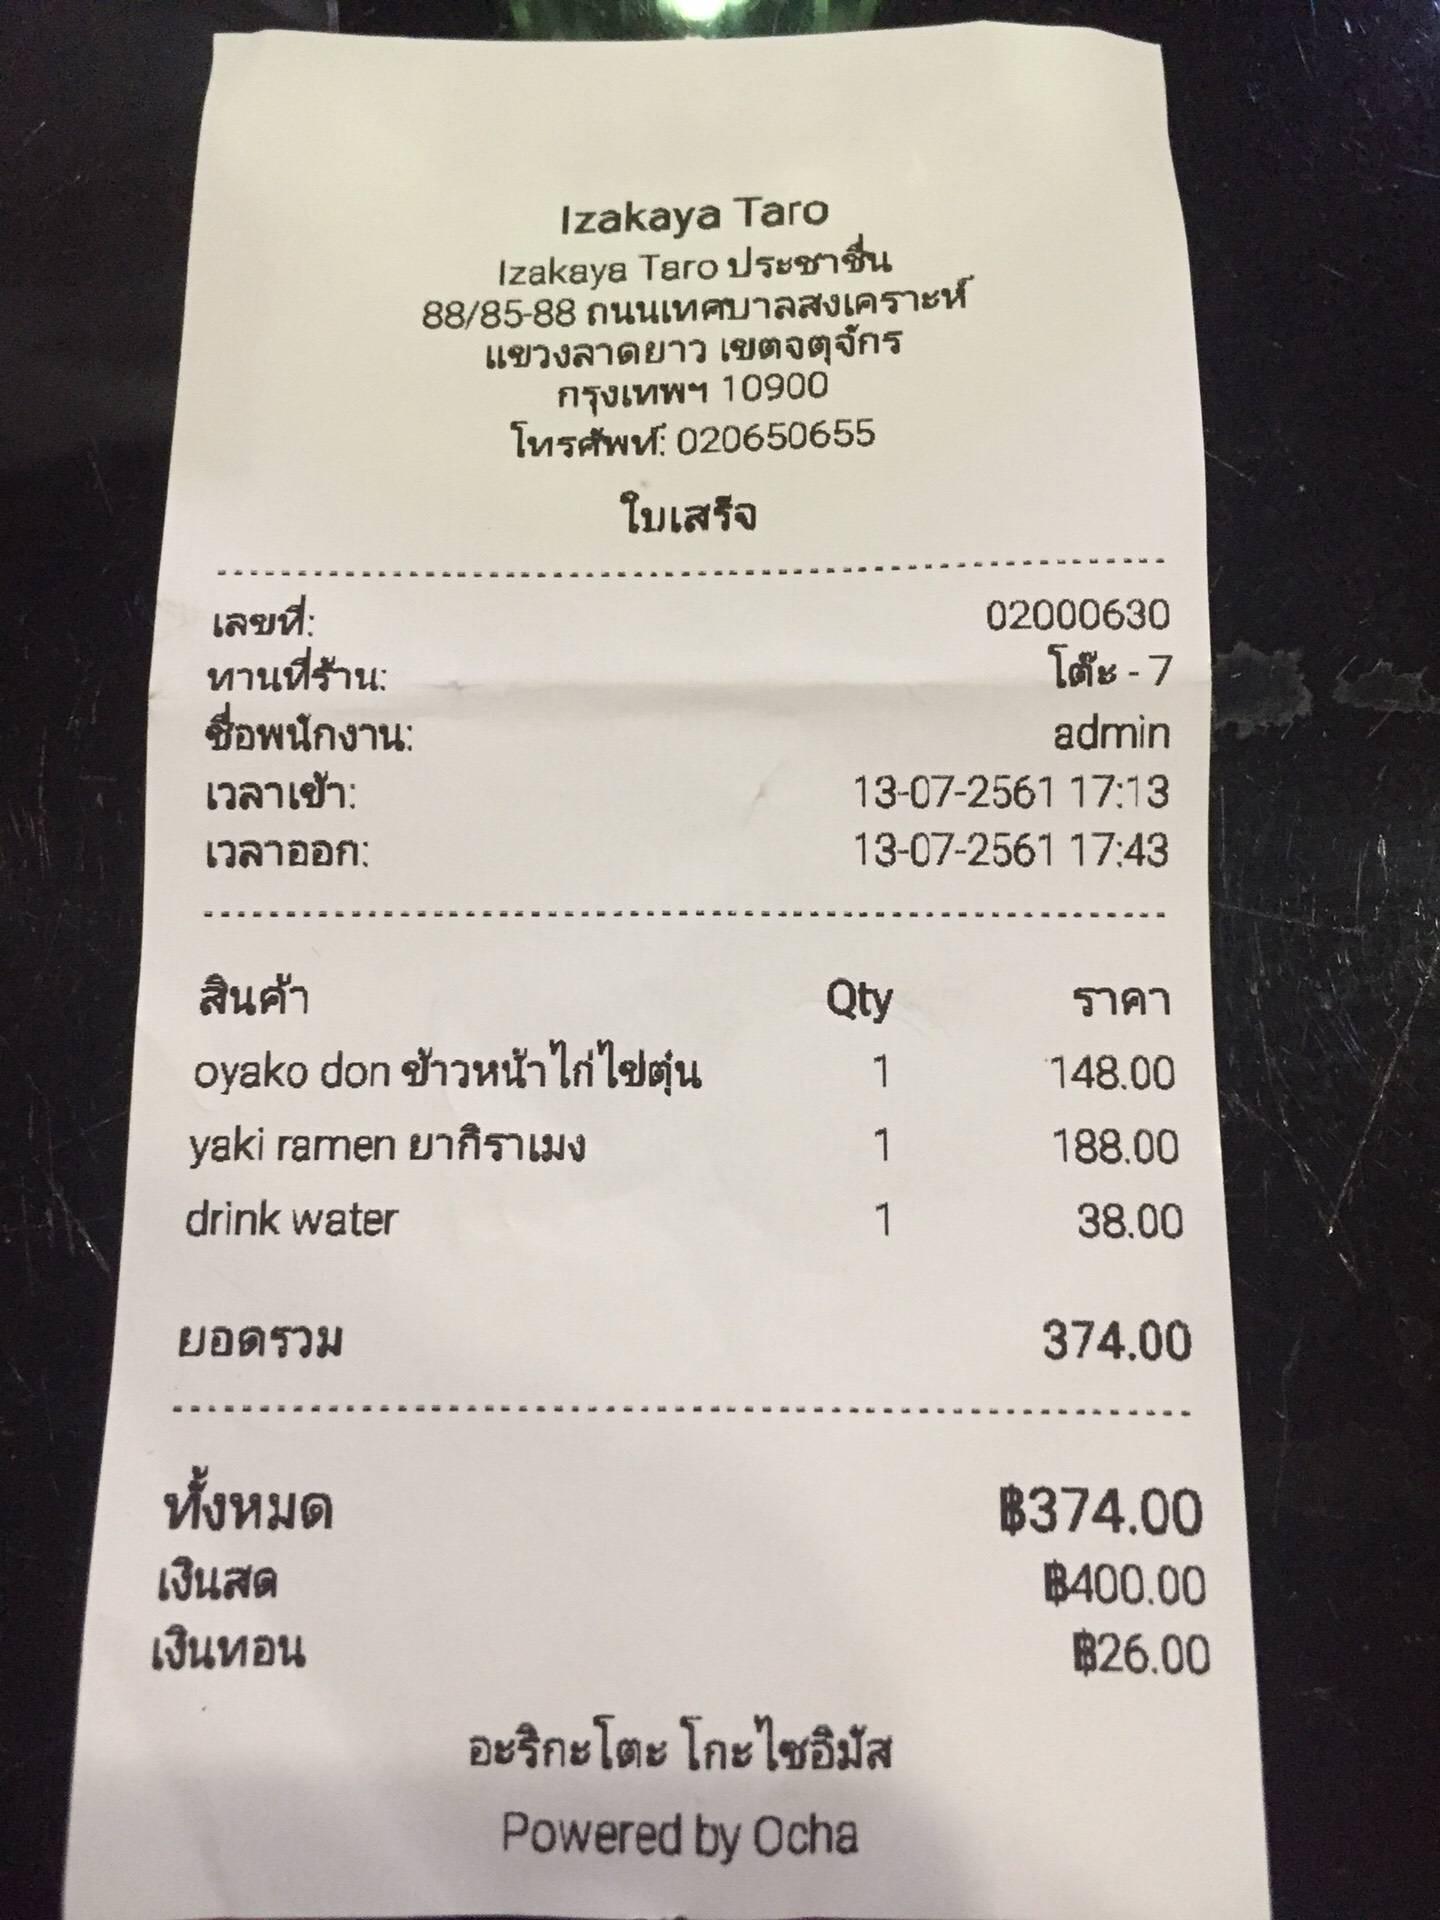 Izakaya Taro
Izakaya Taro ประชาชื่น
88/85-88 ถนนเทศบาลสงเคราะห์
แขวงลาดยาว เขตจตุจักร
กรุงเทพฯ 10900
โทรศัพท์: 020650655
ใบเสร็จ
เลขที่: 02000630
ทานที่ร้าน: โต๊ะ - 7
ชื่อพนักงาน: admin
เวลาเข้า: 13-07-2561 17:13
เวลาออก: 13-07-2561 17:43
สินค้า Qty ราคา
oyako don ข้าวหน้าไก่ไข่ตุ๋น 1 148.00
yaki ramen ยากิราเมง 1 188.00
drink water 1 38.00
ยอดรวม 374.00
ทั้งหมด ฿374.00
เงินสด ฿400.00
เงินทอน ฿26.00
อะริกะโตะ โกะไซอิมัส
Powered by Ocha